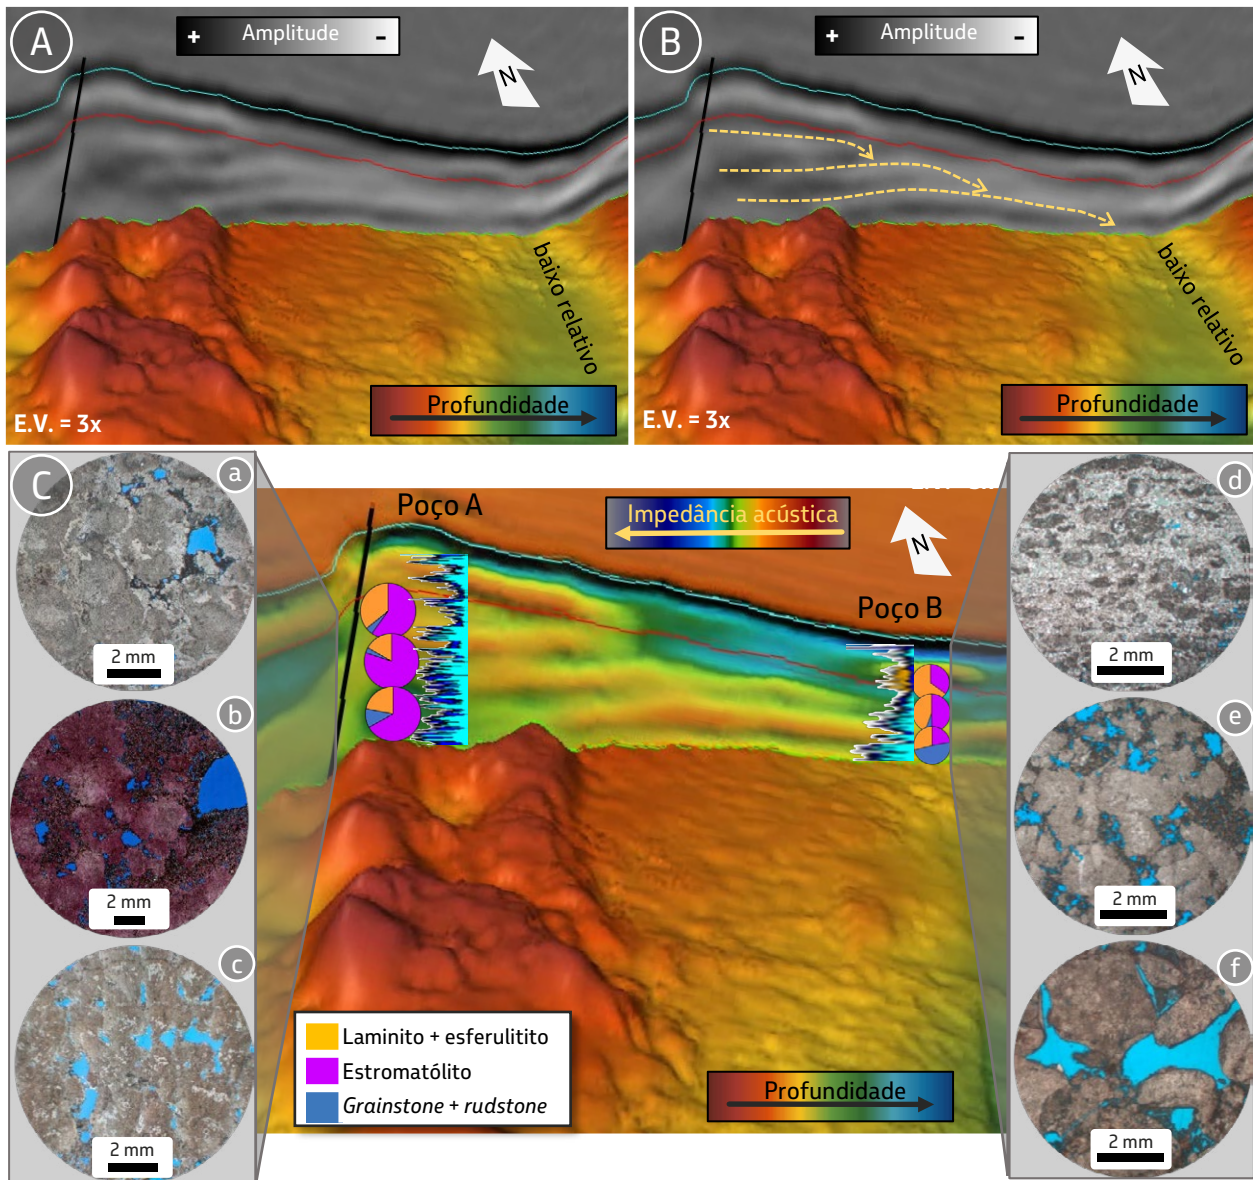 A
+ Amplitude -
N
baixo relativo
Profundidade
E.V. = 3x
B
+ Amplitude -
N
baixo relativo
Profundidade
E.V. = 3x
C
a
2 mm
b
2 mm
c
2 mm
Poço A
Impedância acústica
N
Poço B
Laminito + esferulitito
Estromatólito
Grainstone + rudstone
Profundidade
d
2 mm
e
2 mm
f
2 mm